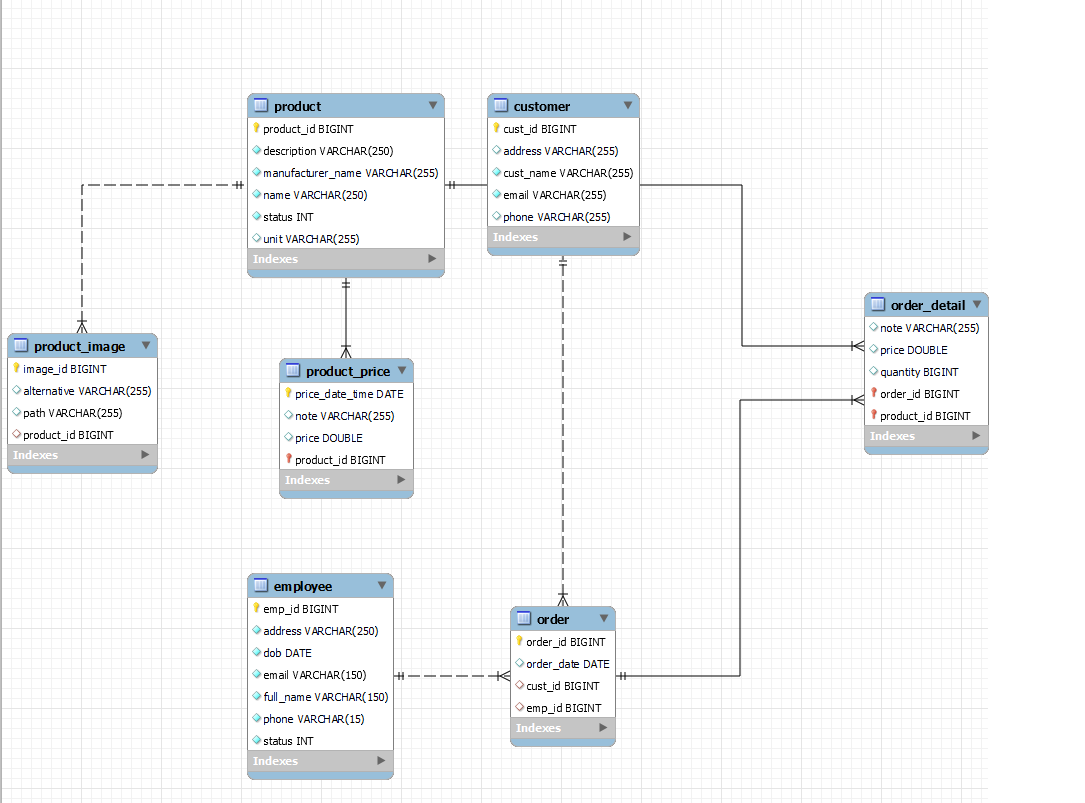 product
product_id BIGINT
description VARCHAR(250)
manufacturer_name VARCHAR(255)
name VARCHAR(250)
status INT
unit VARCHAR(255)
Indexes
customer
cust_id BIGINT
address VARCHAR(255)
cust_name VARCHAR(255)
email VARCHAR(255)
phone VARCHAR(255)
Indexes
order_detail
note VARCHAR(255)
price DOUBLE
quantity BIGINT
order_id BIGINT
product_id BIGINT
Indexes
product_image
image_id BIGINT
alternative VARCHAR(255)
path VARCHAR(255)
product_id BIGINT
Indexes
product_price
price_date_time DATE
note VARCHAR(255)
price DOUBLE
product_id BIGINT
Indexes
employee
emp_id BIGINT
address VARCHAR(250)
dob DATE
email VARCHAR(150)
full_name VARCHAR(150)
phone VARCHAR(15)
status INT
Indexes
order
order_id BIGINT
order_date DATE
cust_id BIGINT
emp_id BIGINT
Indexes